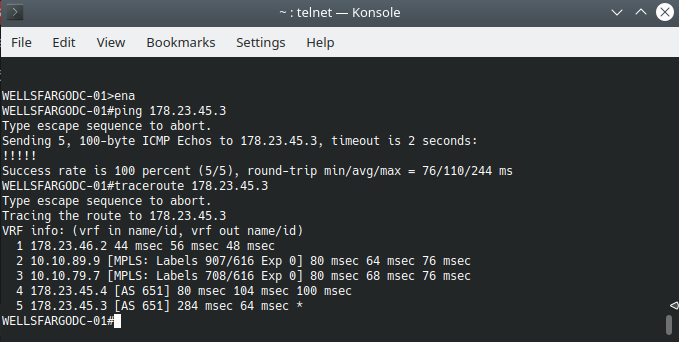 ~ : telnet — Konsole
File Edit View Bookmarks Settings Help
WELLSFARGODC-01>ena
WELLSFARGODC-01#ping 178.23.45.3
Type escape sequence to abort.
Sending 5, 100-byte ICMP Echos to 178.23.45.3, timeout is 2 seconds:
!!!!!
Success rate is 100 percent (5/5), round-trip min/avg/max = 76/110/244 ms
WELLSFARGODC-01#traceroute 178.23.45.3
Type escape sequence to abort.
Tracing the route to 178.23.45.3
VRF info: (vrf in name/id, vrf out name/id)
1 178.23.46.2 44 msec 56 msec 48 msec
2 10.10.89.9 [MPLS: Labels 907/616 Exp 0] 80 msec 64 msec 76 msec
3 10.10.79.7 [MPLS: Labels 708/616 Exp 0] 80 msec 68 msec 76 msec
4 178.23.45.4 [AS 651] 80 msec 104 msec 100 msec
5 178.23.45.3 [AS 651] 284 msec 64 msec *
WELLSFARGODC-01#